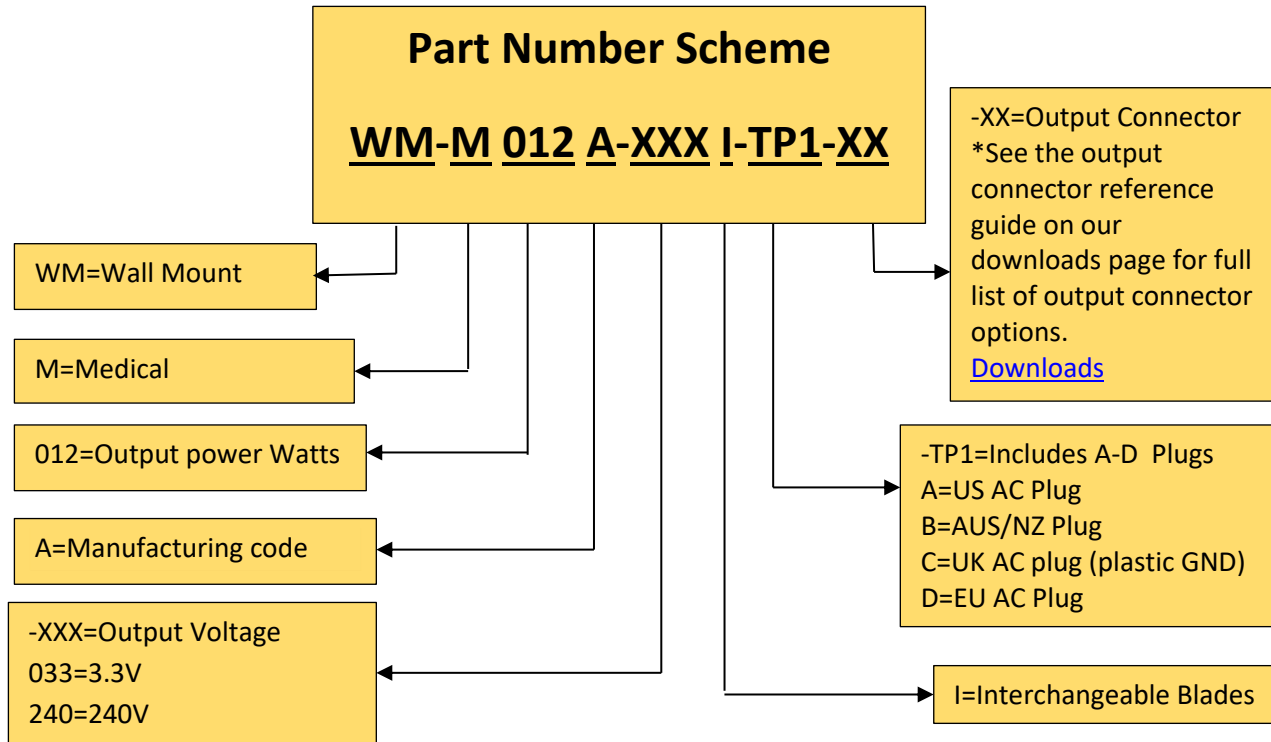 Part Number Scheme
WM-M 012 A-XXX I-TP1-XX
WM=Wall Mount
M=Medical
012=Output power Watts
A=Manufacturing code
-XXX=Output Voltage
033=3.3V
240=240V
-XX=Output Connector
*See the output
connector reference
guide on our
downloads page for full
list of output connector
options.
Downloads
-TP1=Includes A-D Plugs
A=US AC Plug
B=AUS/NZ Plug
C=UK AC plug (plastic GND)
D=EU AC Plug
I=Interchangeable Blades